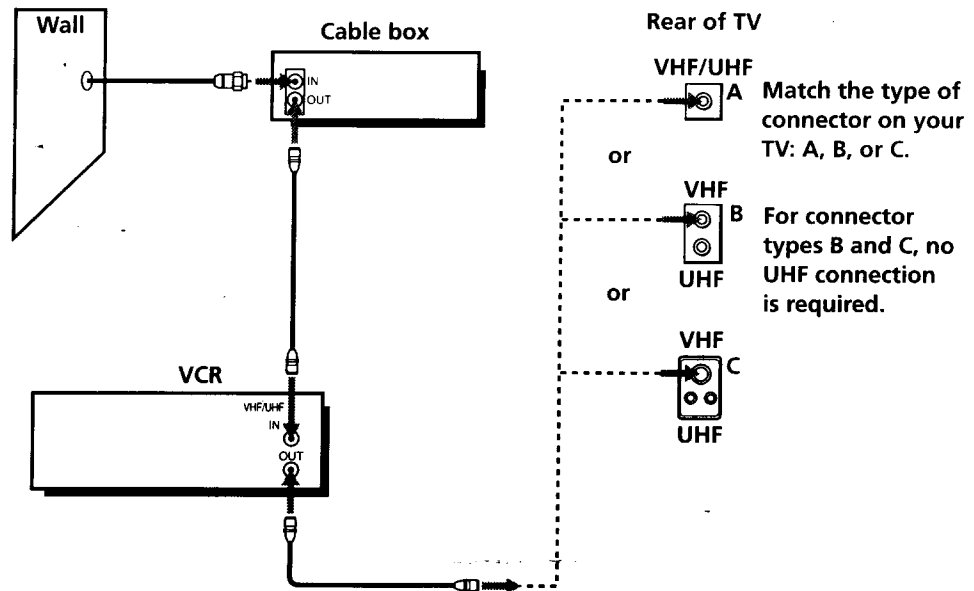 Wall
Cable box
IN
OUT
VCR
VHF/UHF
IN
OUT
Rear of TV
VHF/UHF
A
Match the type of
connector on your
TV: A, B, or C.
or
VHF
B
UHF
For connector
types B and C, no
UHF connection
is required.
or
VHF
C
UHF